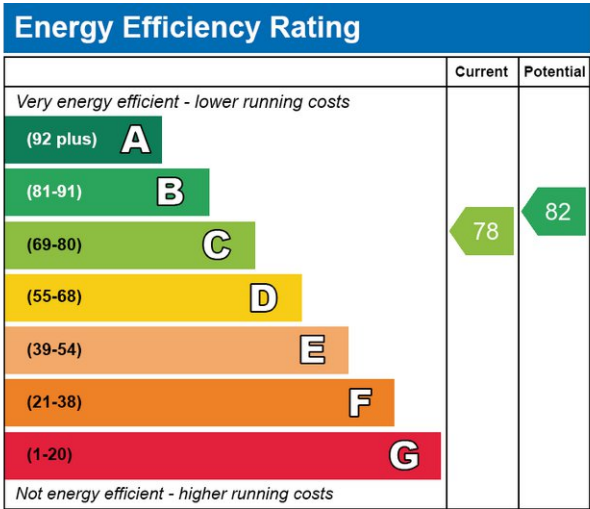 Energy Efficiency Rating
Current Potential
Very energy efficient - lower running costs
(92 plus) A
(81-91) B
(69-80) C
(55-68) D
(39-54) E
(21-38) F
(1-20) G
78
82
Not energy efficient - higher running costs